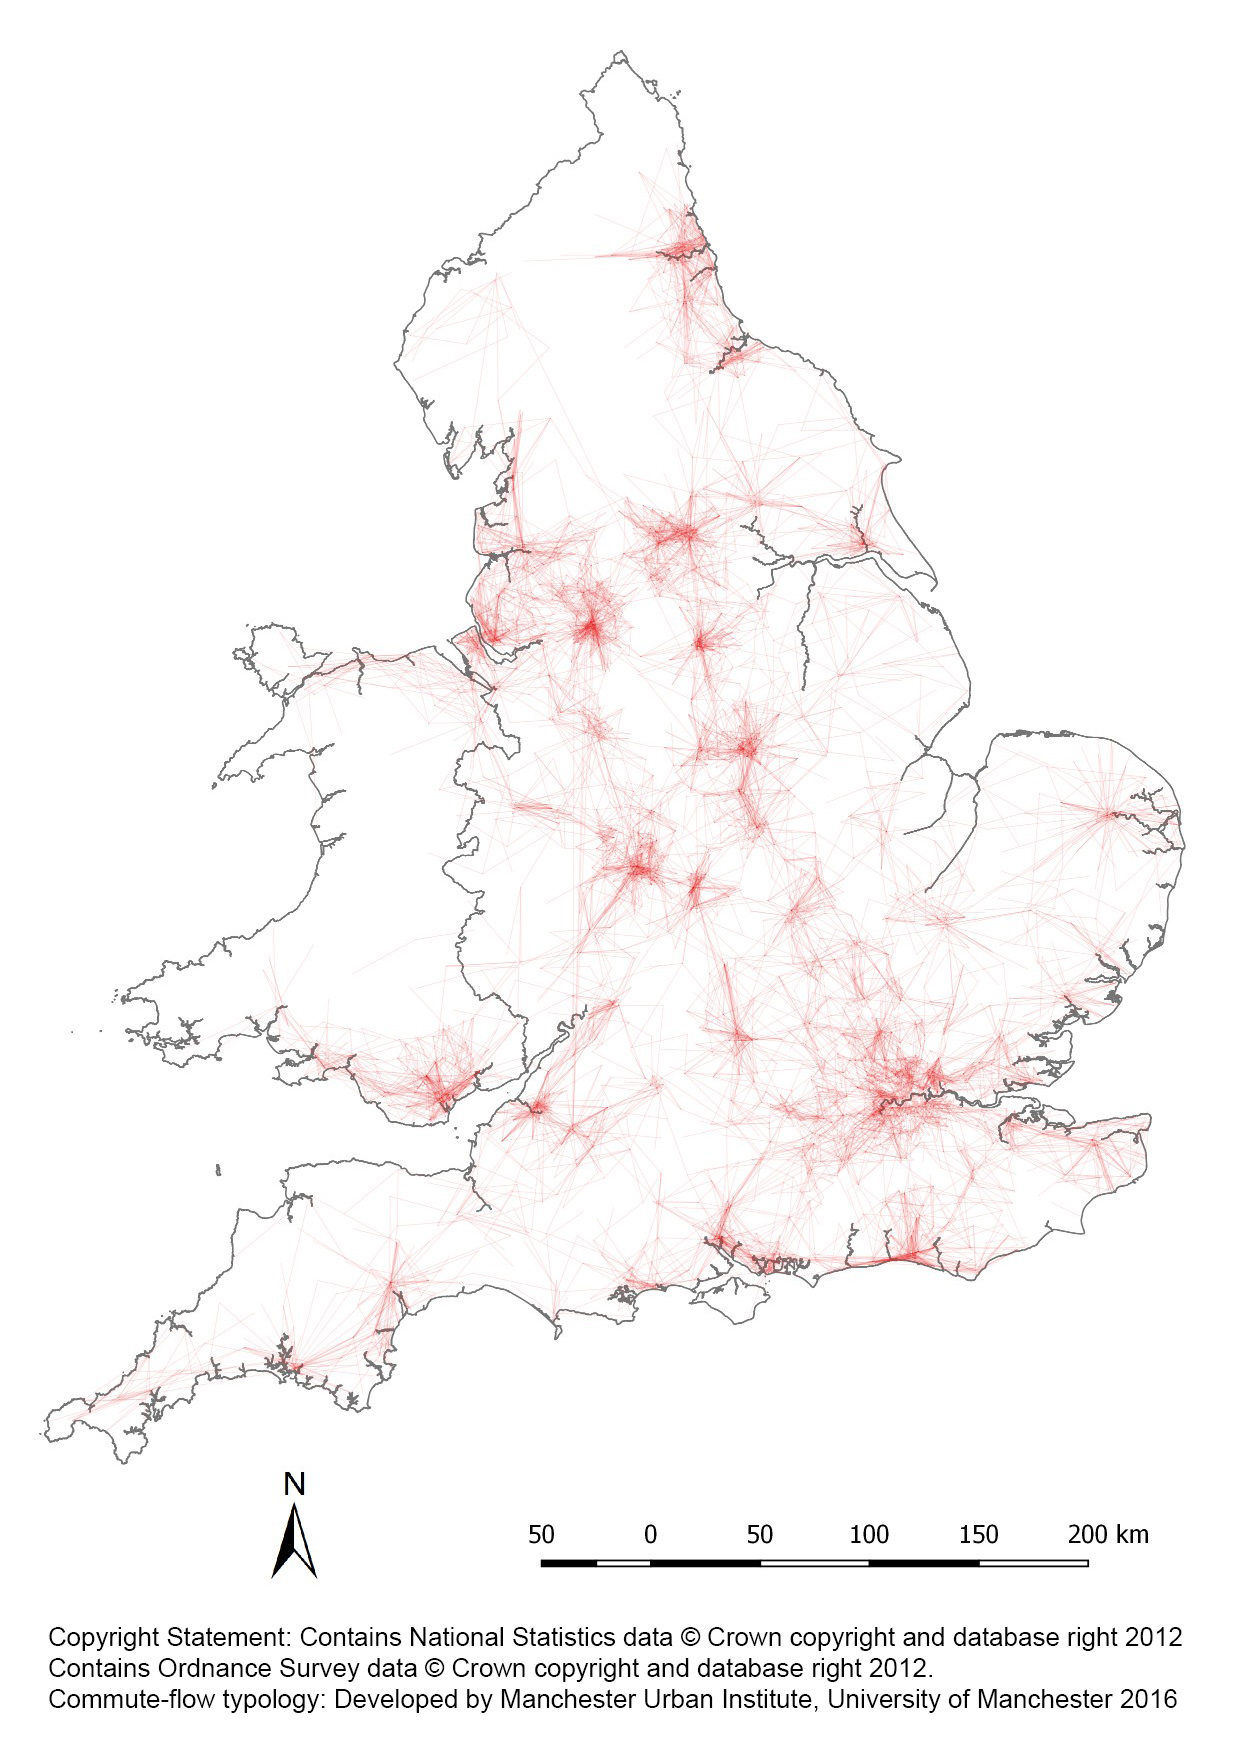 N
50 0 50 100 150 200 km
Copyright Statement: Contains National Statistics data © Crown copyright and database right 2012
Contains Ordnance Survey data © Crown copyright and database right 2012.
Commute-flow typology: Developed by Manchester Urban Institute, University of Manchester 2016